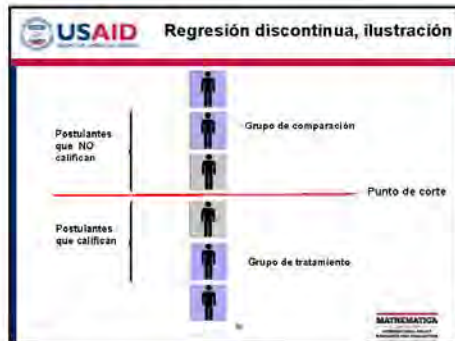 USAID
Regresión discontinua, ilustración
Postulantes
que NO
califican
Grupo de comparación
Punto de corte
Postulantes
que califican
Grupo de tratamiento
MATHEMATICA